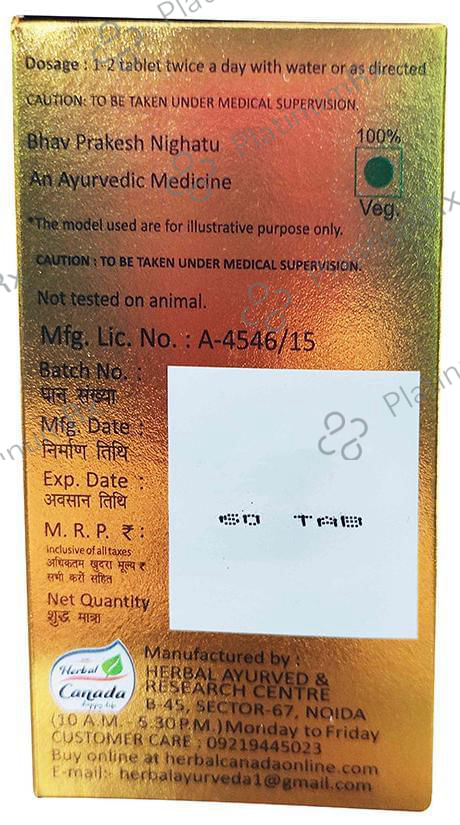 Dosage : 1-2 tablet twice a day with water or as directed
CAUTION: TO BE TAKEN UNDER MEDICAL SUPERVISION.
Bhav Prakesh Nighatu
100%
An Ayurvedic Medicine
Veg.
*The model used are for illustrative purpose only.
CAUTION : TO BE TAKEN UNDER MEDICAL SUPERVISION.
Not tested on animal.
Mfg. Lic. No. : A-4546/15
Batch No. :
घान संख्या
Mfg. Date :
निर्माण तिथि
Exp. Date :
अवसान तिथि
60 TAB
M. R. P. ₹ :
inclusive of all taxes
अधिकतम खुदरा मूल्य ₹
सभी करों सहित
Net Quantity
शुद्ध मात्रा
Herbal
Canada
happy life
Manufactured by :
HERBAL AYURVED &
RESEARCH CENTRE
B-45, SECTOR-67, NOIDA
(10 A.M. - 5.30 P.M.) Monday to Friday
CUSTOMER CARE : 09219445023
Buy online at herbalcanadaonline.com
E-mail:- herbalayurveda1@gmail.com